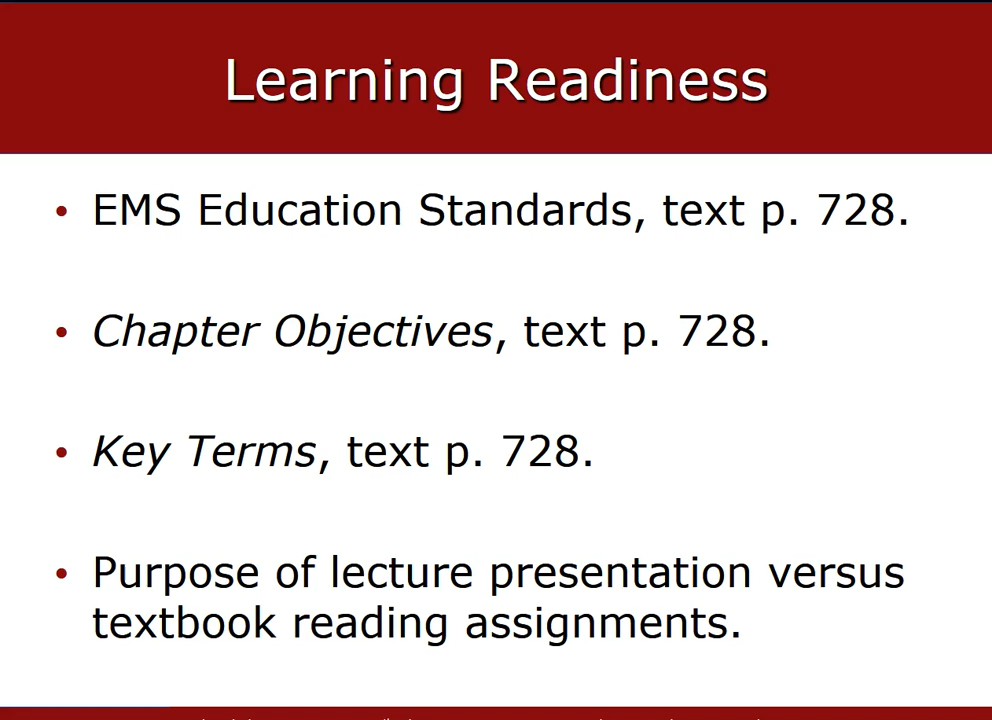 Learning Readiness
• EMS Education Standards, text p. 728.
• Chapter Objectives, text p. 728.
• Key Terms, text p. 728.
• Purpose of lecture presentation versus
textbook reading assignments.